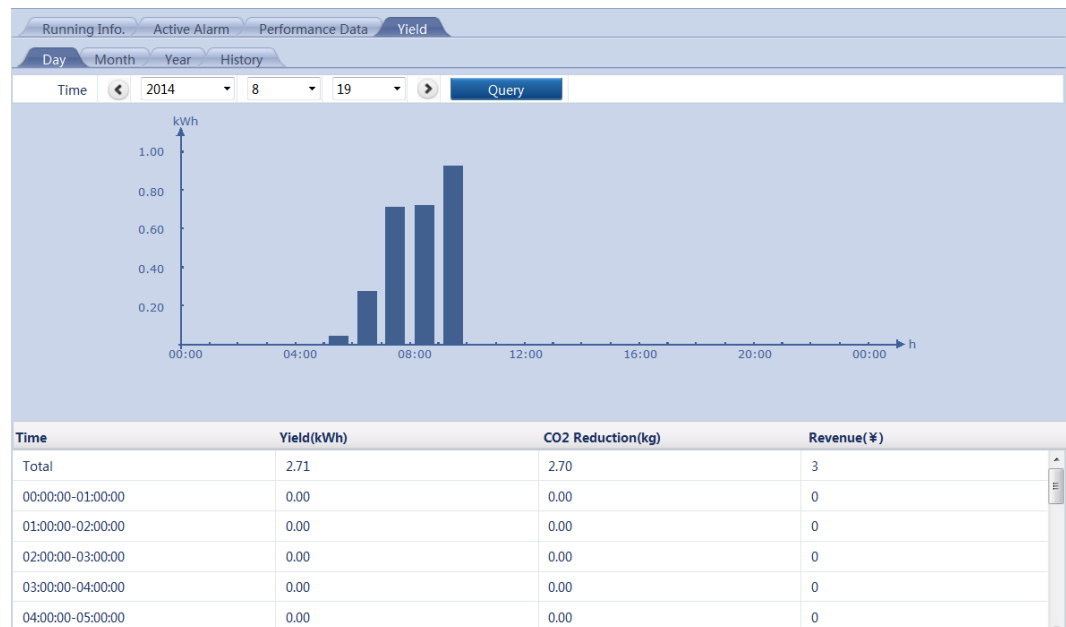 Running Info. Active Alarm Performance Data Yield
Day Month Year History
Time 2014 8 19 Query
kWh
1.00
0.80
0.60
0.40
0.20
00:00 04:00 08:00 12:00 16:00 20:00 00:00 h
Time Yield(kWh) CO2 Reduction(kg) Revenue(¥)
Total 2.71 2.70 3
00:00:00-01:00:00 0.00 0.00 0
01:00:00-02:00:00 0.00 0.00 0
02:00:00-03:00:00 0.00 0.00 0
03:00:00-04:00:00 0.00 0.00 0
04:00:00-05:00:00 0.00 0.00 0